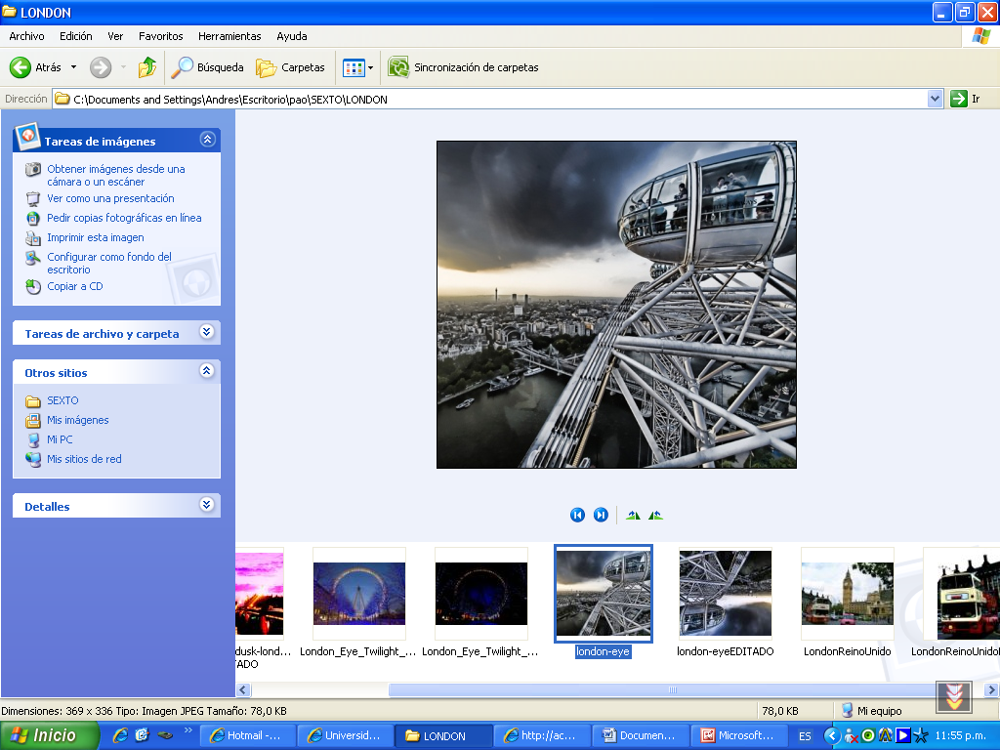 LONDON
Archivo Edición Ver Favoritos Herramientas Ayuda
Atrás Búsqueda Carpetas Sincronización de carpetas
Dirección C:\Documents and Settings\Andres\Escritorio\pao\SEXTO\LONDON Ir
Tareas de imágenes
Obtener imágenes desde una
cámara o un escáner
Ver como una presentación
Pedir copias fotográficas en línea
Imprimir esta imagen
Configurar como fondo del
escritorio
Copiar a CD
Tareas de archivo y carpeta
Otros sitios
SEXTO
Mis imágenes
Mi PC
Mis sitios de red
Detalles
dusk-lond... London_Eye_Twilight_... London_Eye_Twilight_... london-eye london-eyeEDITADO LondonReinoUnido LondonReinoUnido
TADO
Dimensiones: 369 x 336 Tipo: Imagen JPEG Tamaño: 78,0 KB 78,0 KB Mi equipo
Inicio Hotmail -... Universid... LONDON http://ac... Documen... Microsoft... ES 11:55 p.m.